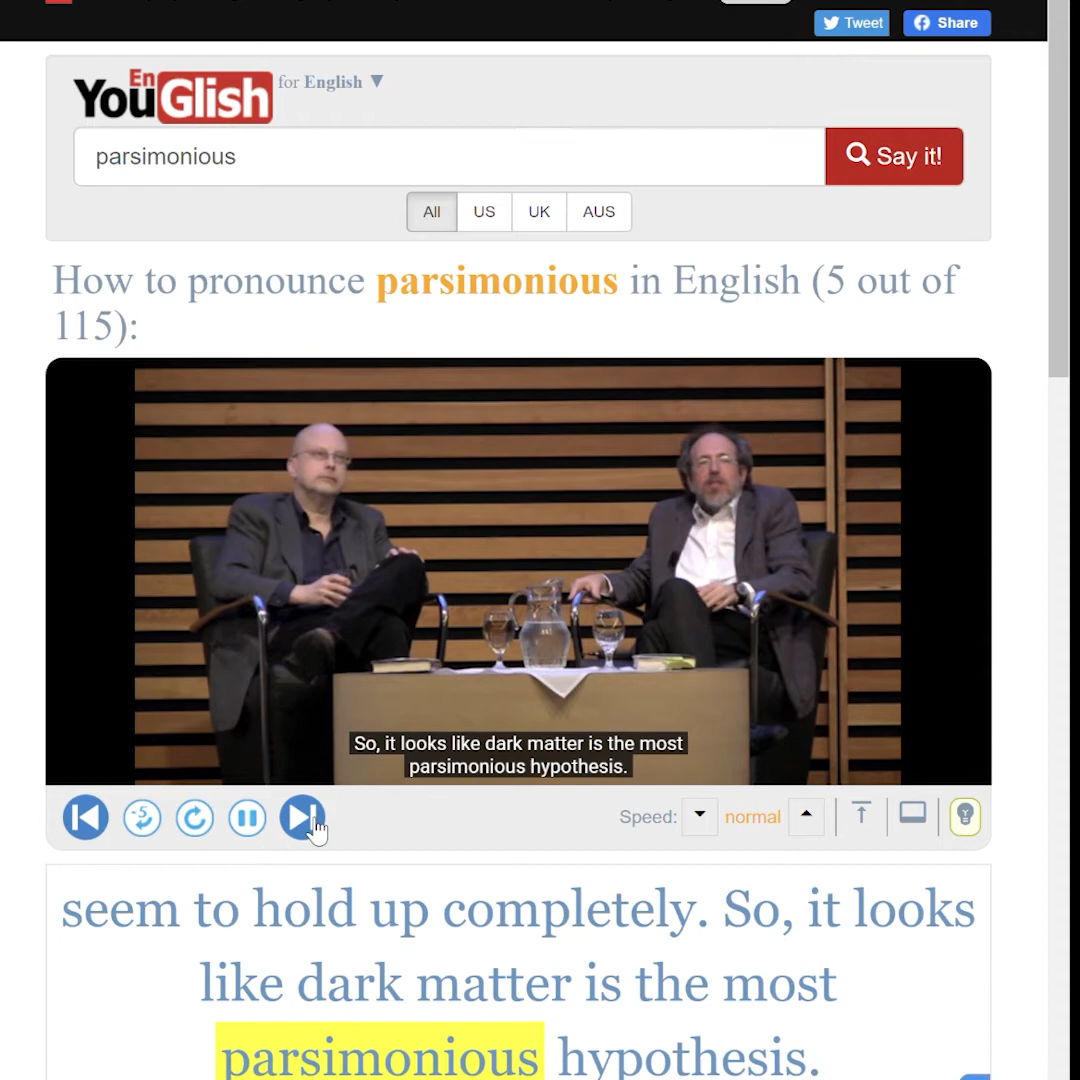 Tweet
Share
YouEnGlish for English ▼
parsimonious
Say it!
All US UK AUS
How to pronounce parsimonious in English (5 out of
115):
So, it looks like dark matter is the most
parsimonious hypothesis.
-5
Speed: normal
seem to hold up completely. So, it looks
like dark matter is the most
parsimonious hypothesis.